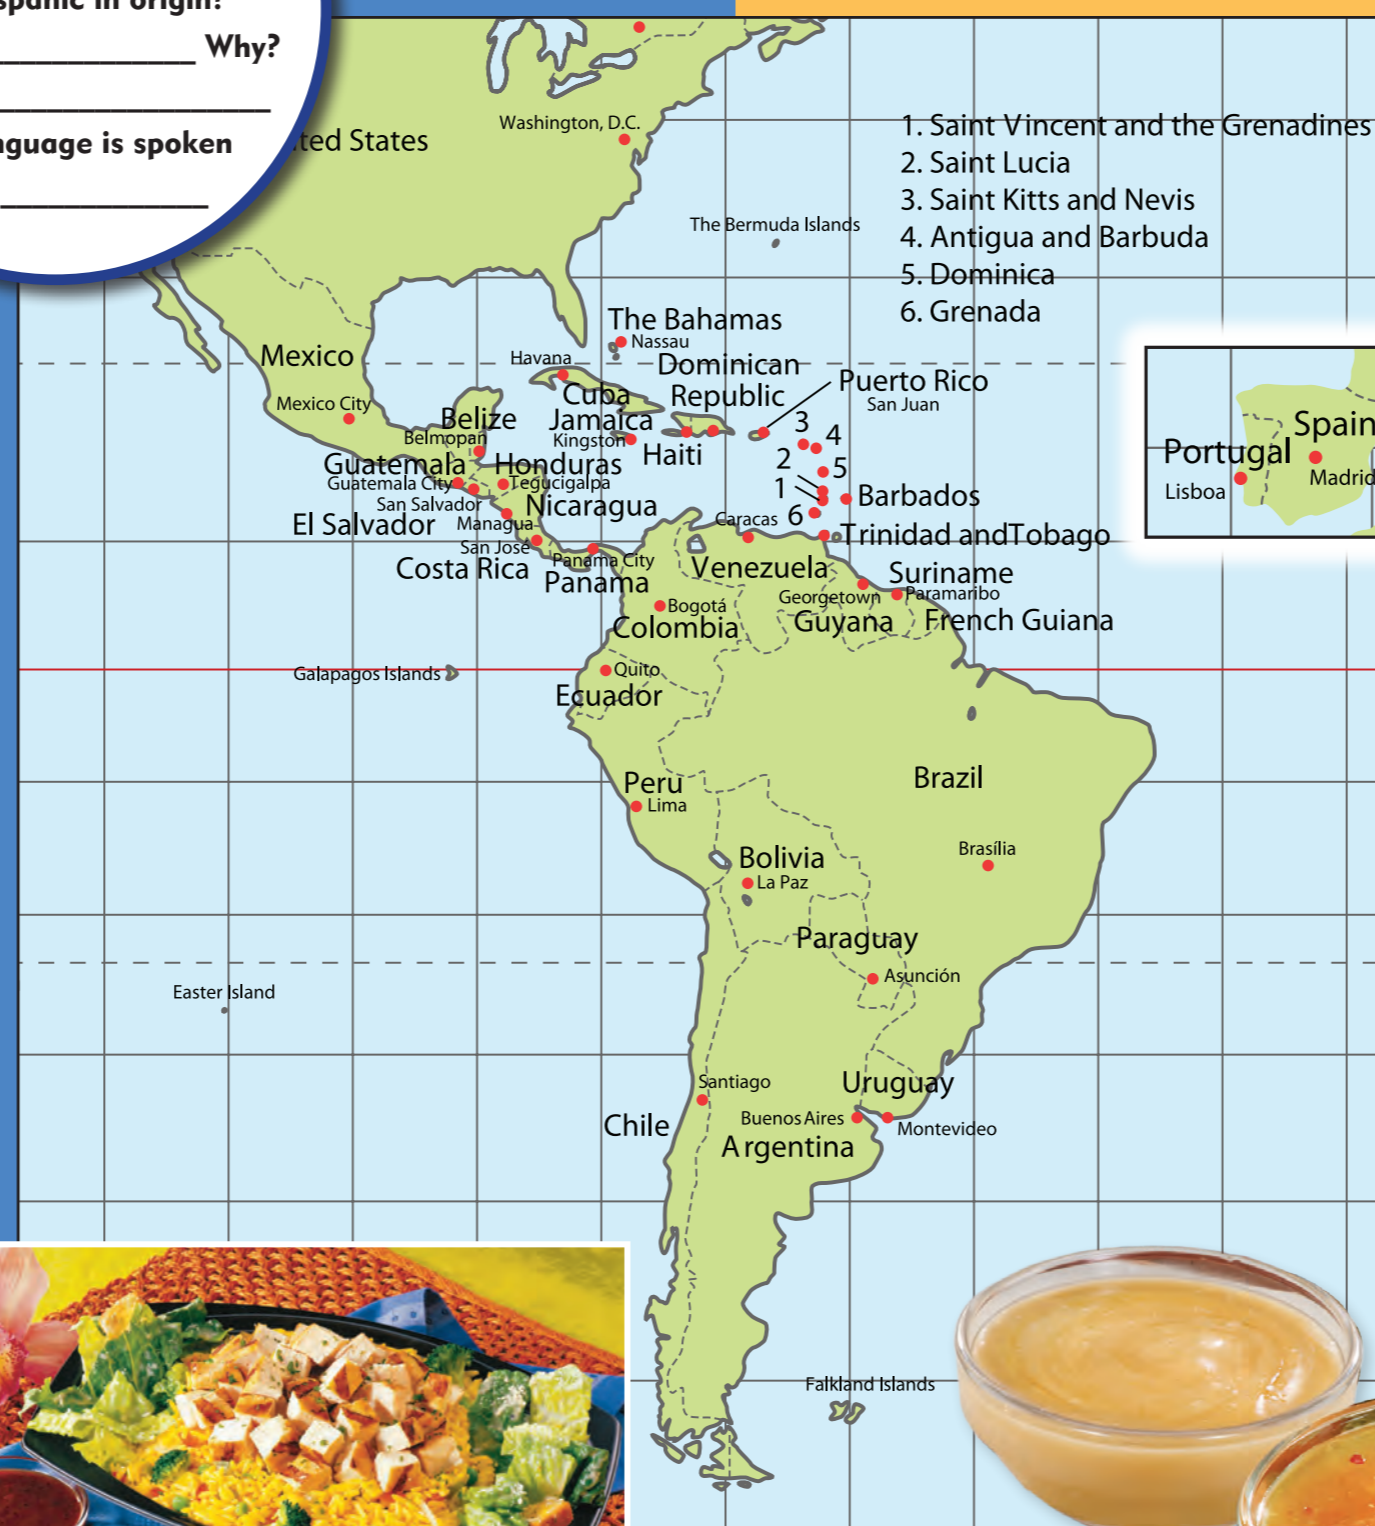 spanic in origin?
Why?
nguage is spoken
ted States
Washington, D.C.
1. Saint Vincent and the Grenadines
2. Saint Lucia
3. Saint Kitts and Nevis
4. Antigua and Barbuda
5. Dominica
6. Grenada
The Bermuda Islands
The Bahamas
Nassau
Mexico
Mexico City
Havana
Cuba
Dominican
Republic
Puerto Rico
San Juan
Belize
Belmopan
Jamaica
Kingston
Haiti
3
4
2
5
1
6
Barbados
Guatemala
Guatemala City
Honduras
Tegucigalpa
San Salvador
El Salvador
Nicaragua
Managua
San José
Costa Rica
Panama City
Panama
Caracas
Trinidad andTobago
Venezuela
Suriname
Georgetown
Paramaribo
Guyana
French Guiana
Bogotá
Colombia
Portugal
Lisboa
Spain
Madrid
Galapagos Islands
Quito
Ecuador
Peru
Lima
Brazil
Brasília
Bolivia
La Paz
Paraguay
Asunción
Easter Island
Santiago
Chile
Uruguay
Buenos Aires
Montevideo
Argentina
Falkland Islands